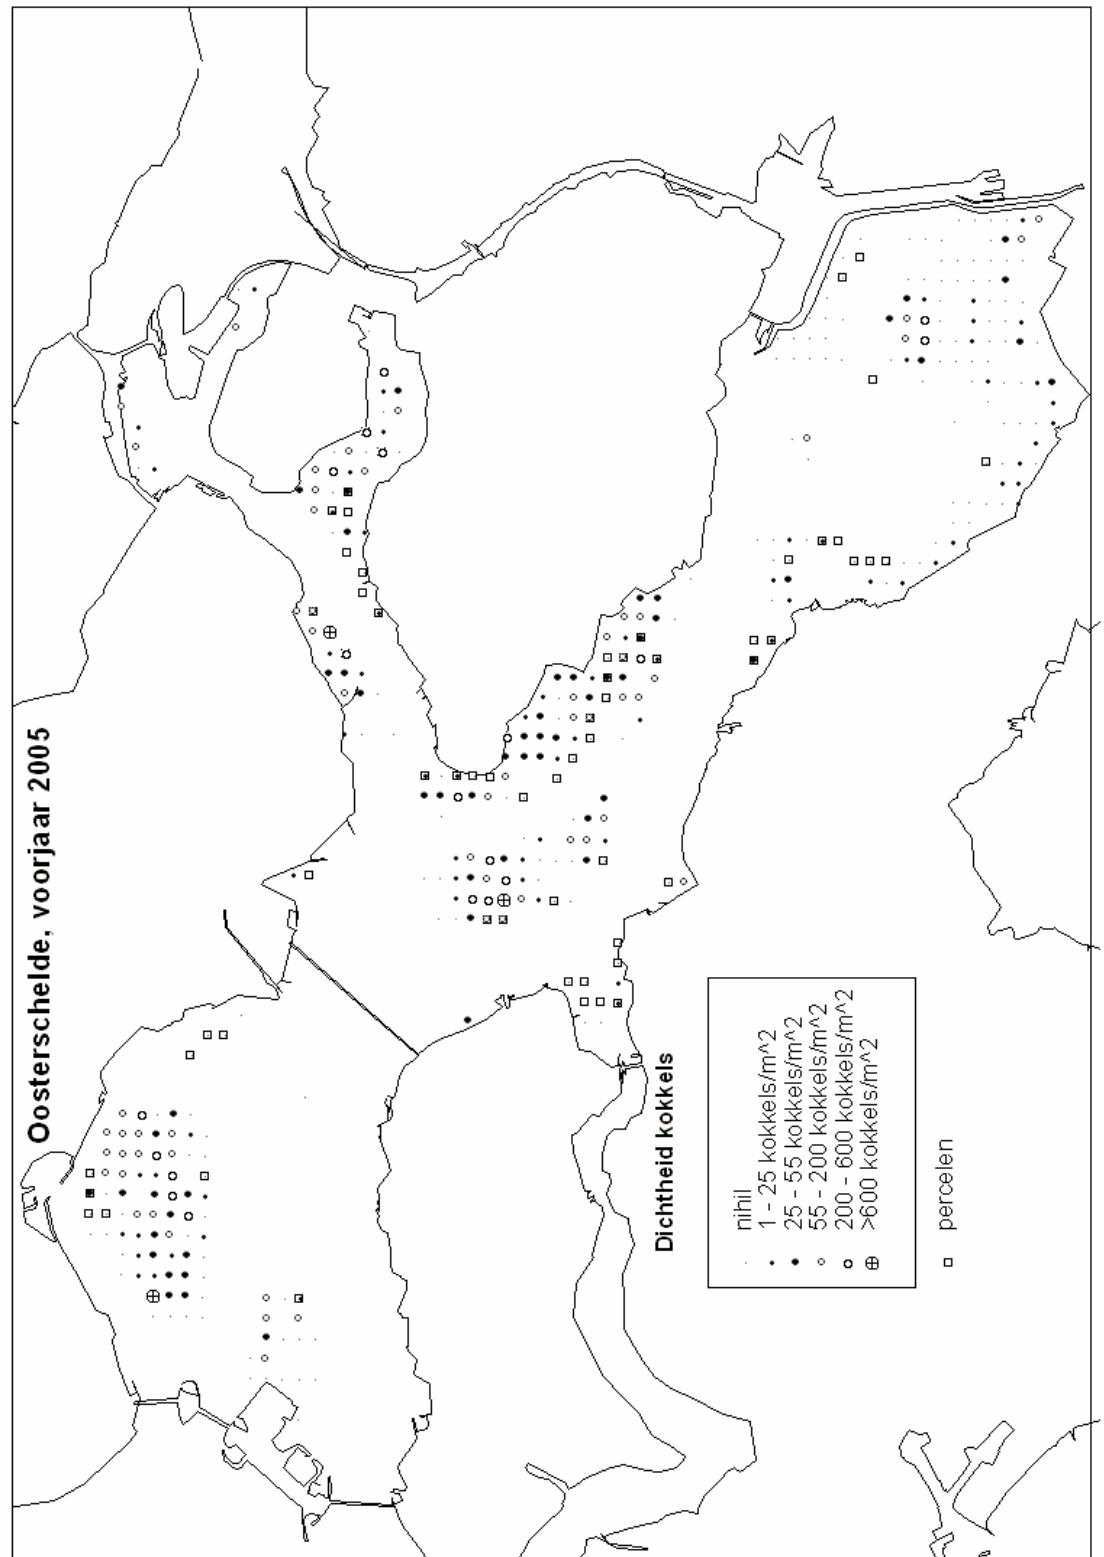 Oosterschelde, voorjaar 2005
Dichtheid kokkels
nihil
1 - 25 kokkels/m^2
25 - 55 kokkels/m^2
55 - 200 kokkels/m^2
200 - 600 kokkels/m^2
>600 kokkels/m^2
percelen